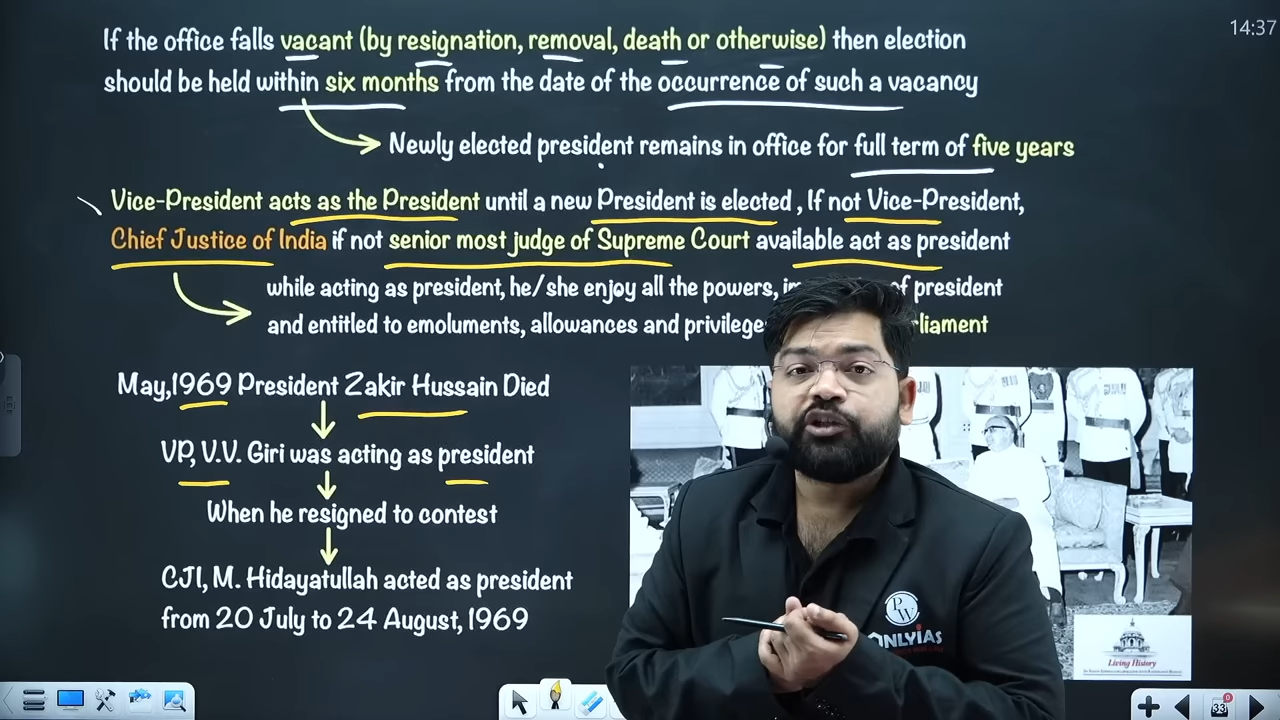 14:37
If the office falls vacant (by resignation, removal, death or otherwise) then election
should be held within six months from the date of the occurrence of such a vacancy
Newly elected president remains in office for full term of five years
Vice-President acts as the President until a new President is elected, If not Vice-President,
Chief Justice of India if not senior most judge of Supreme Court available act as president
while acting as president, he/she enjoy all the powers, of president
and entitled to emoluments, allowances and
May,1969 President Zakir Hussain Died
VP, V.V. Giri was acting as president
When he resigned to contest
CJI, M. Hidayatullah acted as president
from 20 July to 24 August, 1969
PW
ONLYIAS
Living History
33